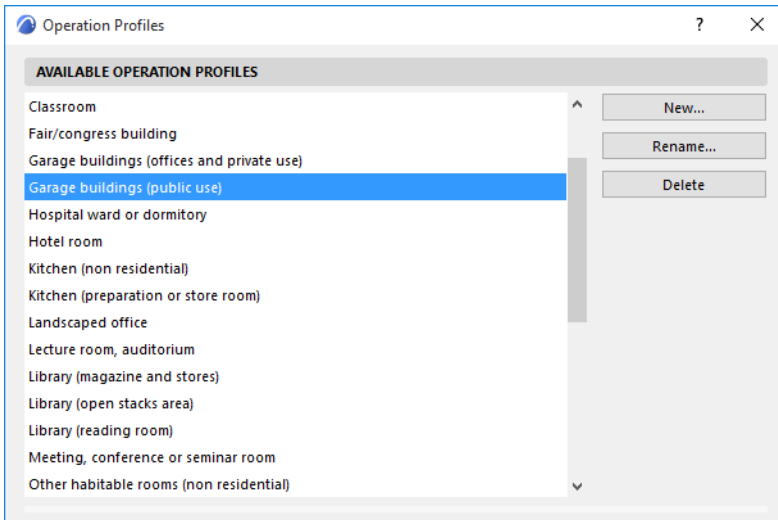 Operation Profiles
?
AVAILABLE OPERATION PROFILES
Classroom
Fair/congress building
Garage buildings (offices and private use)
Garage buildings (public use)
Hospital ward or dormitory
Hotel room
Kitchen (non residential)
Kitchen (preparation or store room)
Landscaped office
Lecture room, auditorium
Library (magazine and stores)
Library (open stacks area)
Library (reading room)
Meeting, conference or seminar room
Other habitable rooms (non residential)
New...
Rename...
Delete